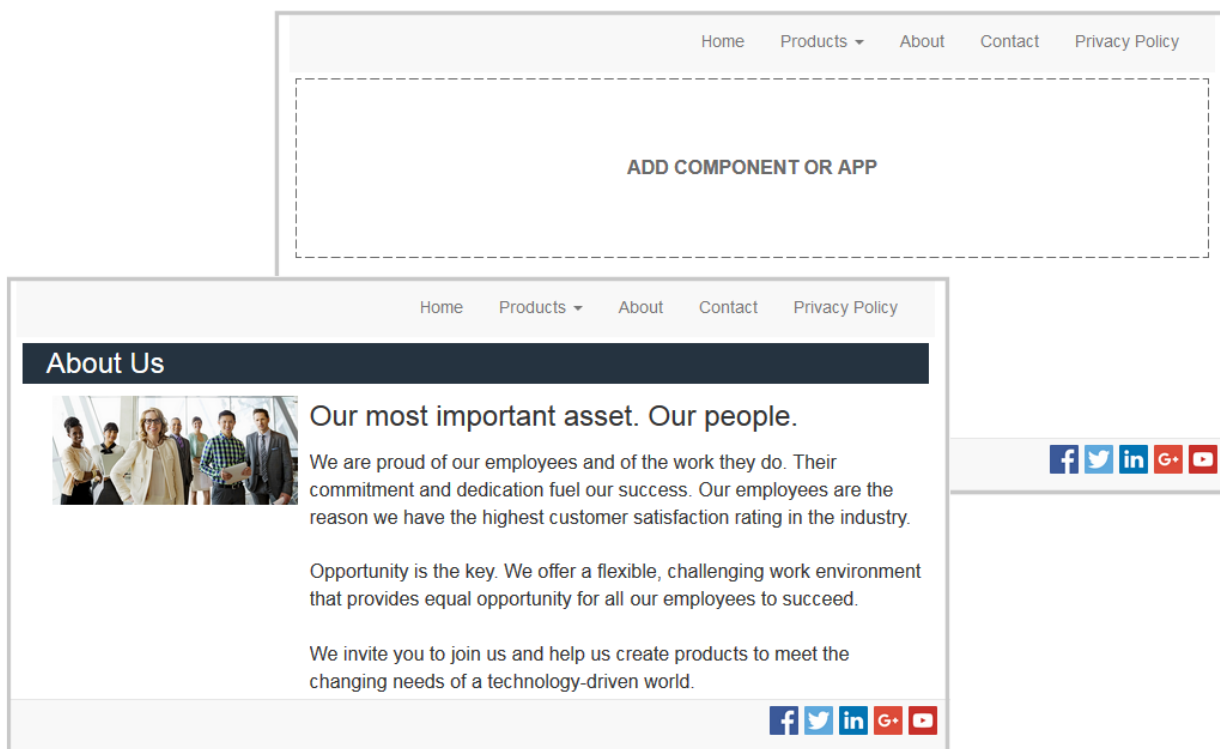 Home Products About Contact Privacy Policy
ADD COMPONENT OR APP
Home Products About Contact Privacy Policy
About Us
Our most important asset. Our people.
We are proud of our employees and of the work they do. Their
commitment and dedication fuel our success. Our employees are the
reason we have the highest customer satisfaction rating in the industry.
Opportunity is the key. We offer a flexible, challenging work environment
that provides equal opportunity for all our employees to succeed.
We invite you to join us and help us create products to meet the
changing needs of a technology-driven world.
f in G+
f in G+